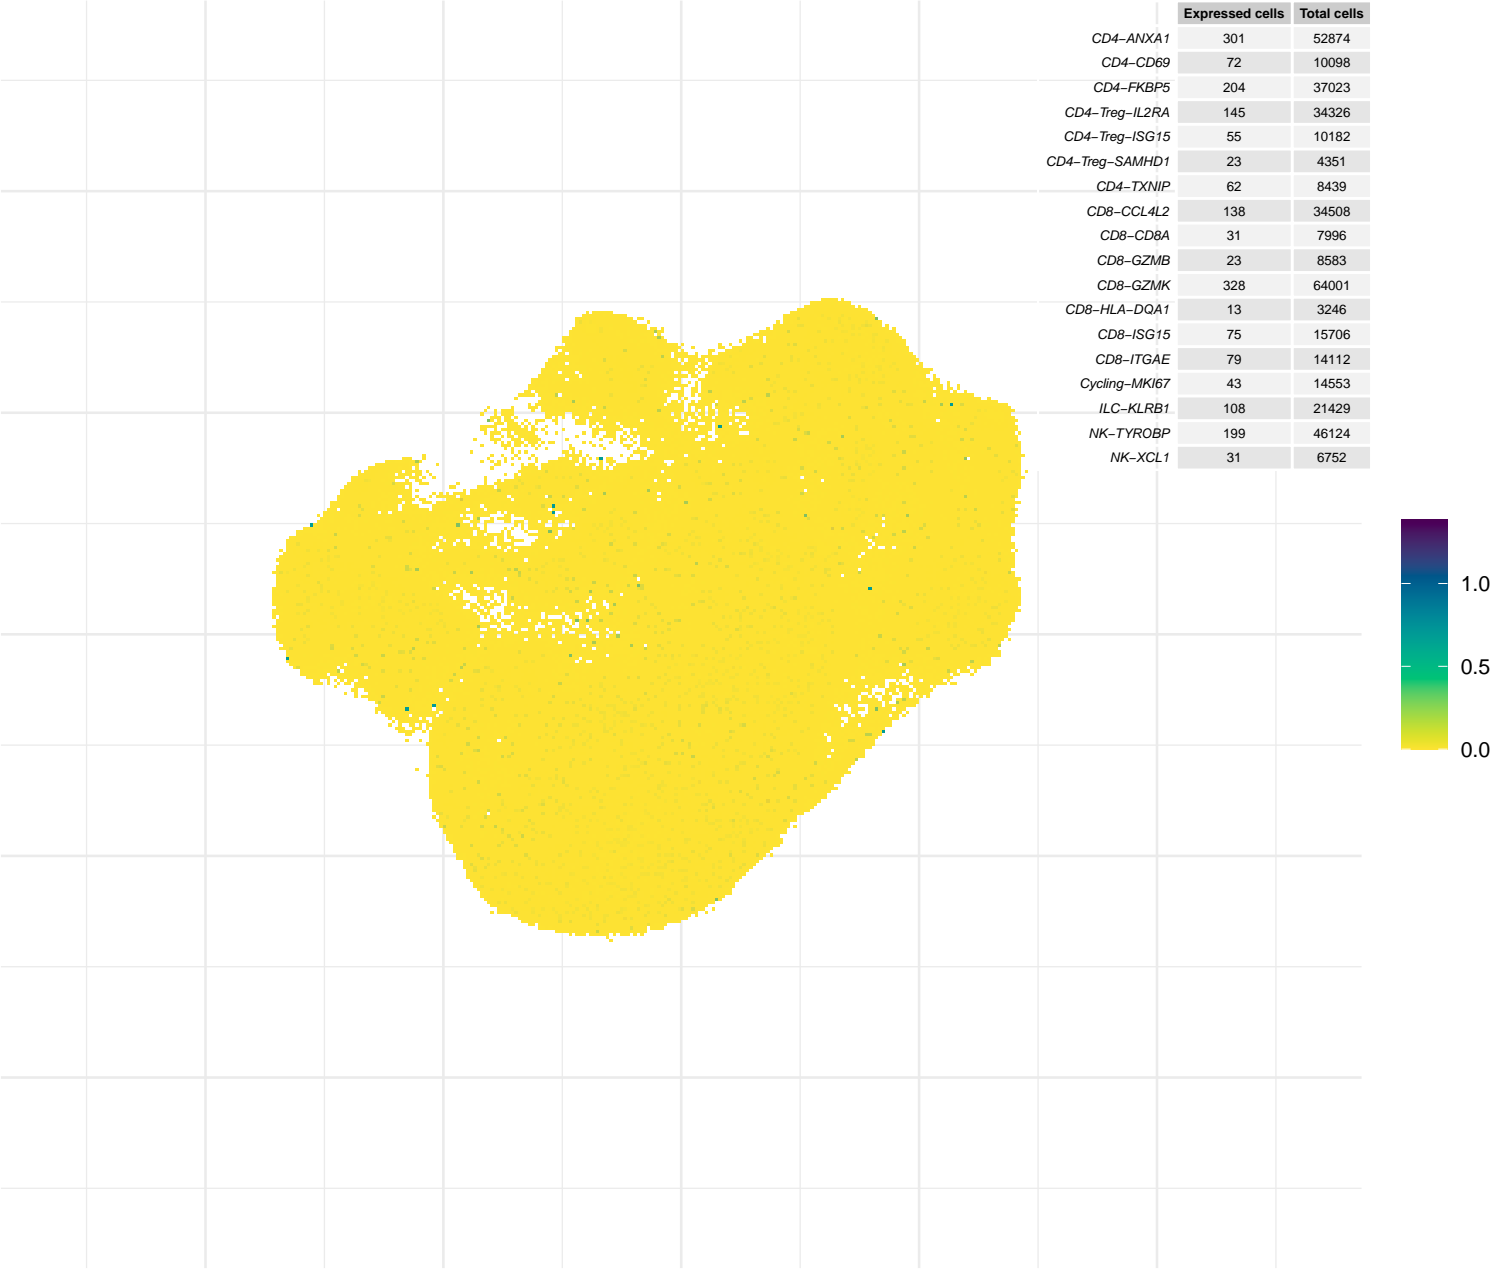 Expressed cells Total cells
CD4−ANXA1 301 52874
CD4−CD69 72 10098
CD4−FKBP5 204 37023
CD4−Treg−IL2RA 145 34326
CD4−Treg−ISG15 55 10182
CD4−Treg−SAMHD1 23 4351
CD4−TXNIP 62 8439
CD8−CCL4L2 138 34508
CD8−CD8A 31 7996
CD8−GZMB 23 8583
CD8−GZMK 328 64001
CD8−HLA−DQA1 13 3246
CD8−ISG15 75 15706
CD8−ITGAE 79 14112
Cycling−MKI67 43 14553
ILC−KLRB1 108 21429
NK−TYROBP 199 46124
NK−XCL1 31 6752
1.0
0.5
0.0